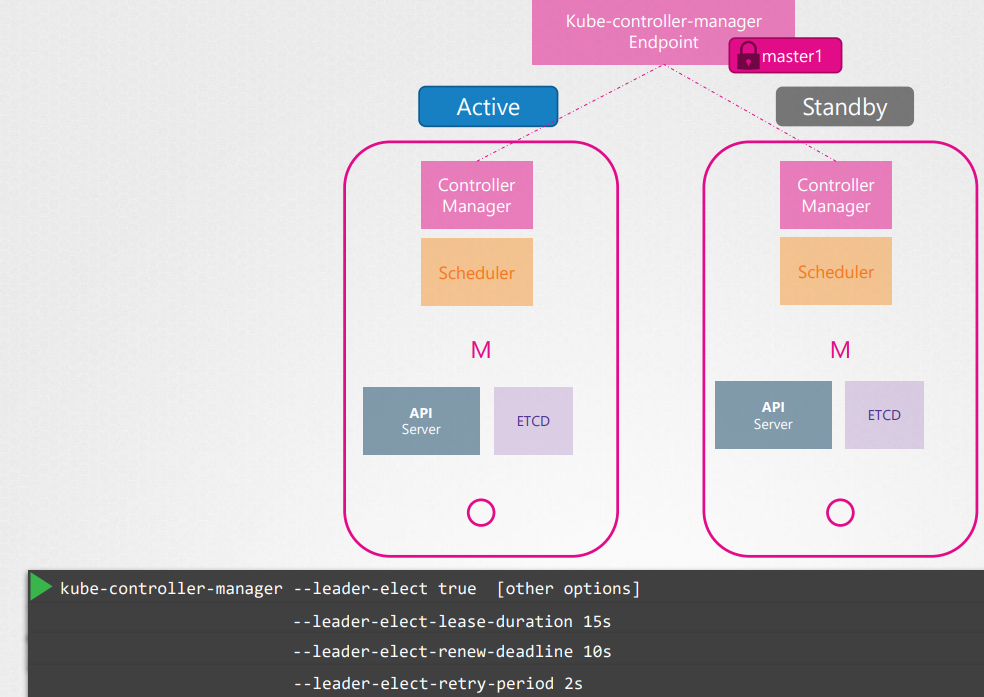 Kube-controller-manager
Endpoint
master1
Active
Standby
Controller
Manager
Controller
Manager
Scheduler
Scheduler
M
M
API
Server
ETCD
API
Server
ETCD
kube-controller-manager --leader-elect true [other options]
--leader-elect-lease-duration 15s
--leader-elect-renew-deadline 10s
--leader-elect-retry-period 2s